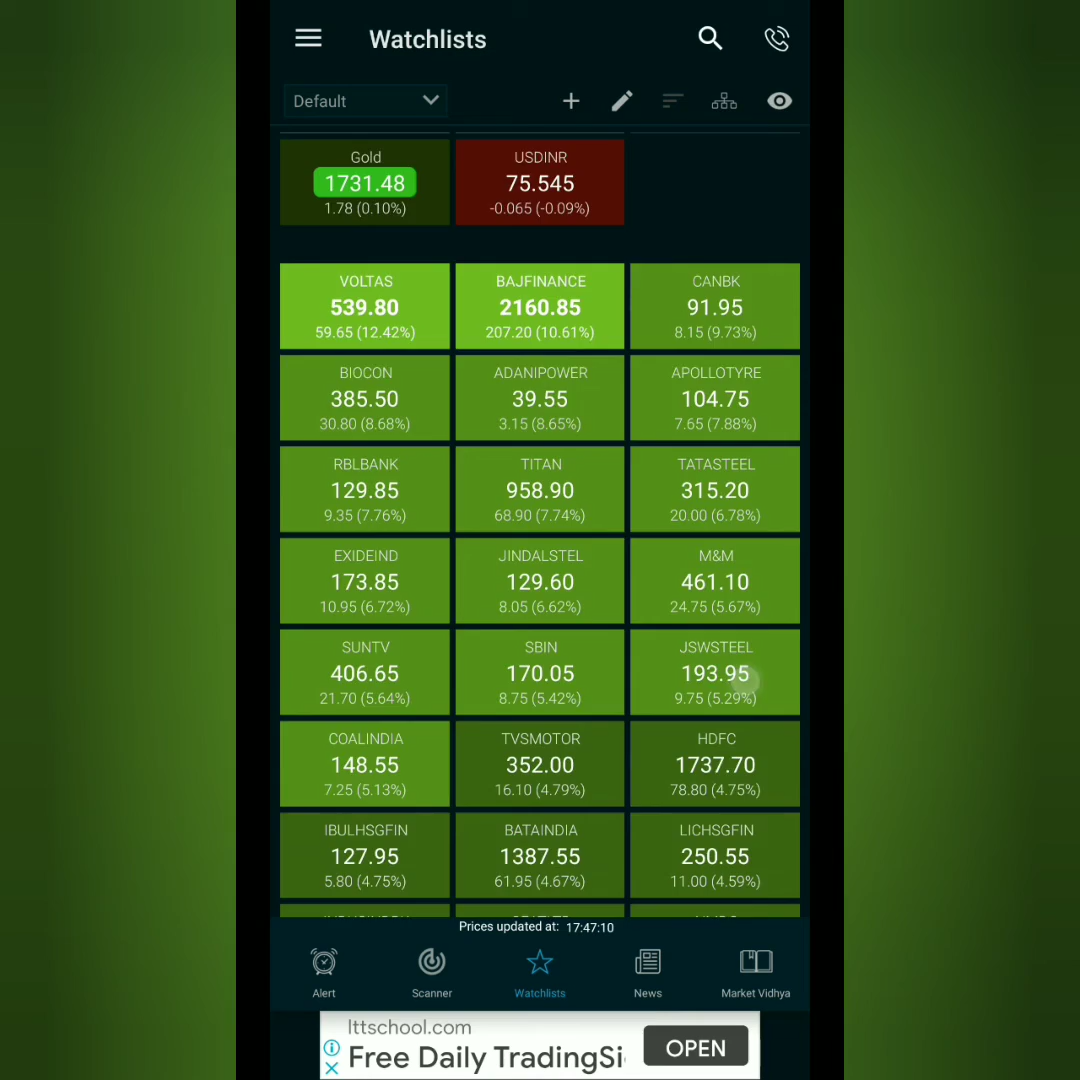 Watchlists
Default
Gold USDINR
1731.48 75.545
1.78 (0.10%) -0.065 (-0.09%)
VOLTAS BAJFINANCE CANBK
539.80 2160.85 91.95
59.65 (12.42%) 207.20 (10.61%) 8.15 (9.73%)
BIOCON ADANIPOWER APOLLOTYRE
385.50 39.55 104.75
30.80 (8.68%) 3.15 (8.65%) 7.65 (7.88%)
RBLBANK TITAN TATASTEEL
129.85 958.90 315.20
9.35 (7.76%) 68.90 (7.74%) 20.00 (6.78%)
EXIDEIND JINDALSTEL M&M
173.85 129.60 461.10
10.95 (6.72%) 8.05 (6.62%) 24.75 (5.67%)
SUNTV SBIN JSWSTEEL
406.65 170.05 193.95
21.70 (5.64%) 8.75 (5.42%) 9.75 (5.29%)
COALINDIA TVSMOTOR HDFC
148.55 352.00 1737.70
7.25 (5.13%) 16.10 (4.79%) 78.80 (4.75%)
IBULHSGFIN BATAINDIA LICHSGFIN
127.95 1387.55 250.55
5.80 (4.75%) 61.95 (4.67%) 11.00 (4.59%)
Prices updated at: 17:47:10
Alert Scanner Watchlists News Market Vidhya
lttschool.com
Free Daily TradingSi
OPEN